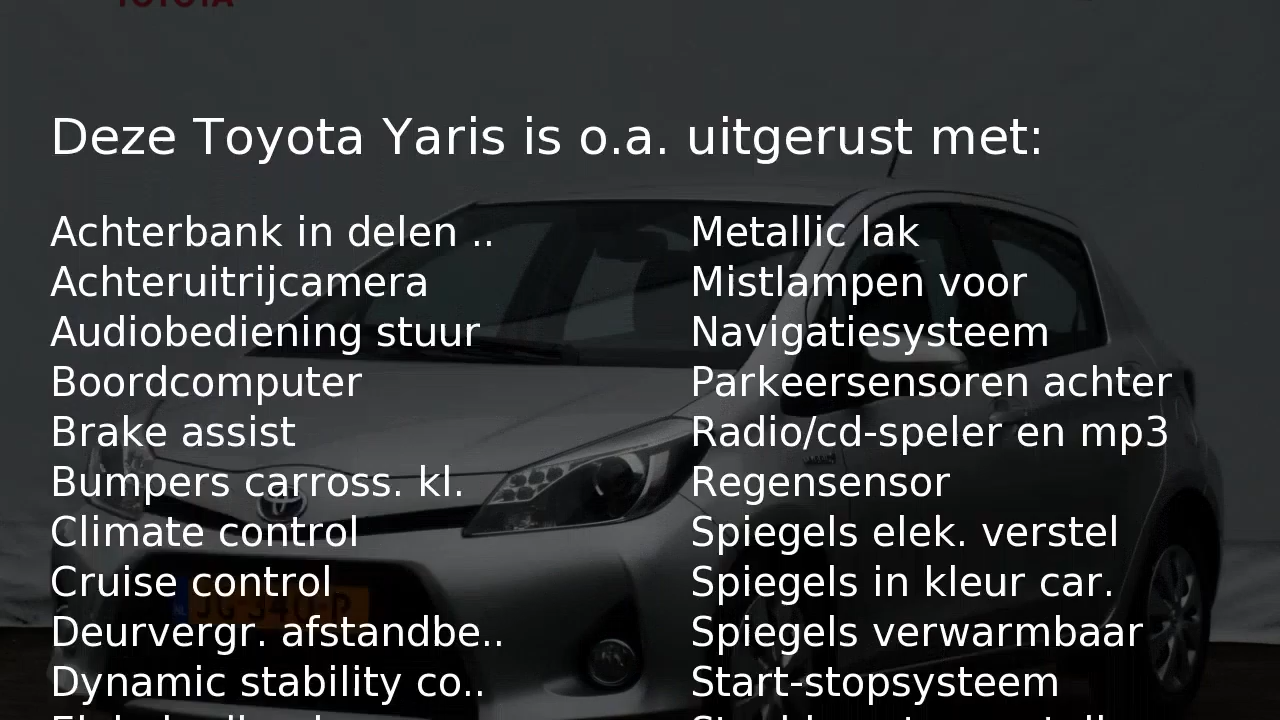 TOYOTA
Deze Toyota Yaris is o.a. uitgerust met:
Achterbank in delen ..
Achteruitrijcamera
Audiobediening stuur
Boordcomputer
Brake assist
Bumpers carross. kl.
Climate control
Cruise control
Deurvergr. afstandbe..
Dynamic stability co..
Metallic lak
Mistlampen voor
Navigatiesysteem
Parkeersensoren achter
Radio/cd-speler en mp3
Regensensor
Spiegels elek. verstel
Spiegels in kleur car.
Spiegels verwarmbaar
Start-stopsysteem